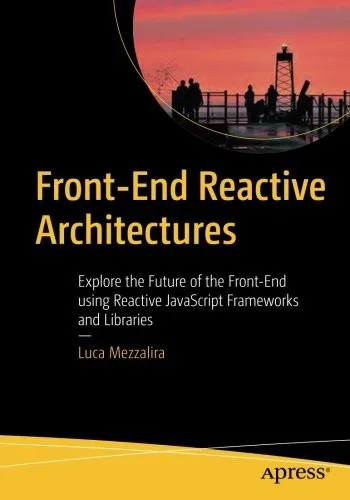 Front-End Reactive
Architectures
Explore the Future of the Front-End
using Reactive JavaScript Frameworks
and Libraries
—
Luca Mezzalira
Apress®